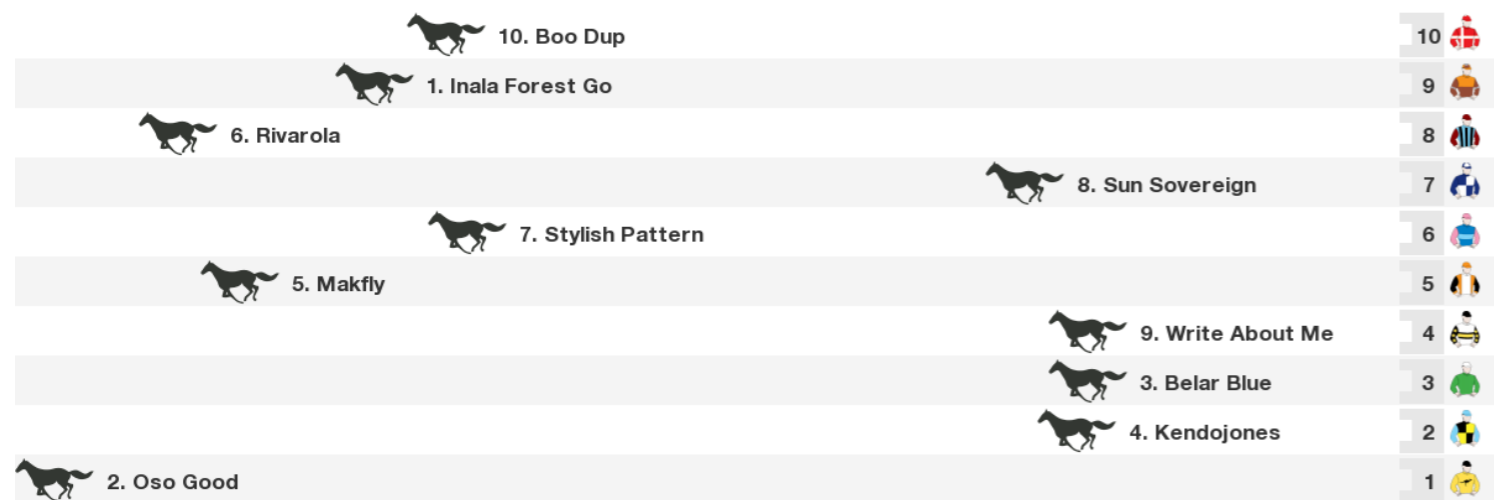 10. Boo Dup 10
1. Inala Forest Go 9
6. Rivarola 8
8. Sun Sovereign 7
7. Stylish Pattern 6
5. Makfly 5
9. Write About Me 4
3. Belar Blue 3
4. Kendojones 2
2. Oso Good 1